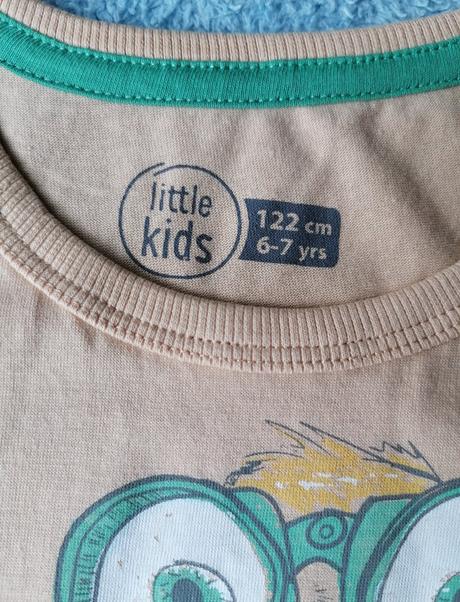 little
kids
122 cm
6-7 yrs